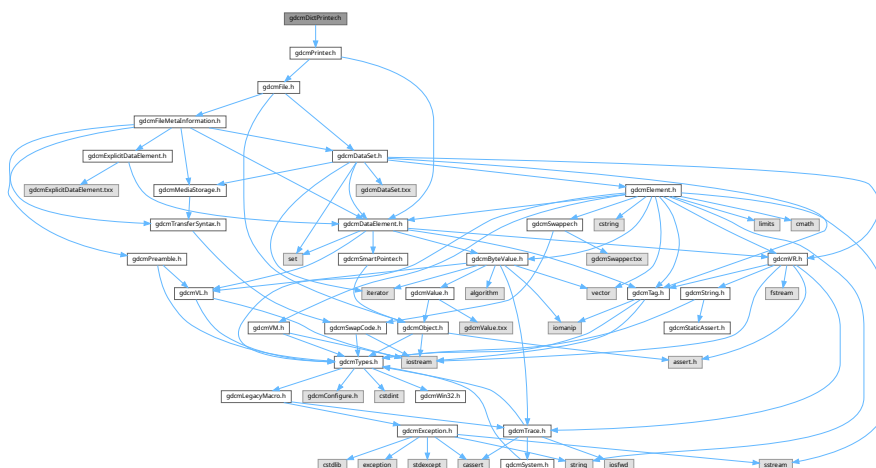 gdcmDictPrinter.h
gdcmPrinter.h
gdcmFile.h
gdcmFileMetaInformation.h
gdcmExplicitDataElement.h
gdcmDataSet.h
gdcmExplicitDataElement.txx
gdcmMediaStorage.h
gdcmDataSet.txx
gdcmElement.h
gdcmTransferSyntax.h
gdcmDataElement.h
gdcmSwapper.h
cstring
limits
cmath
gdcmPreamble.h
set
gdcmSmartPointer.h
gdcmByteValue.h
gdcmSwapper.txx
gdcmVR.h
gdcmVL.h
iterator
gdcmValue.h
algorithm
vector
gdcmTag.h
gdcmString.h
fstream
gdcmVM.h
gdcmSwapCode.h
gdcmObject.h
gdcmValue.txx
iomanip
gdcmStaticAssert.h
gdcmTypes.h
iostream
assert.h
gdcmLegacyMacro.h
gdcmConfigure.h
cstdint
gdcmWin32.h
gdcmException.h
gdcmTrace.h
cstdlib
exception
stdexcept
cassert
gdcmSystem.h
string
iosfwd
sstream